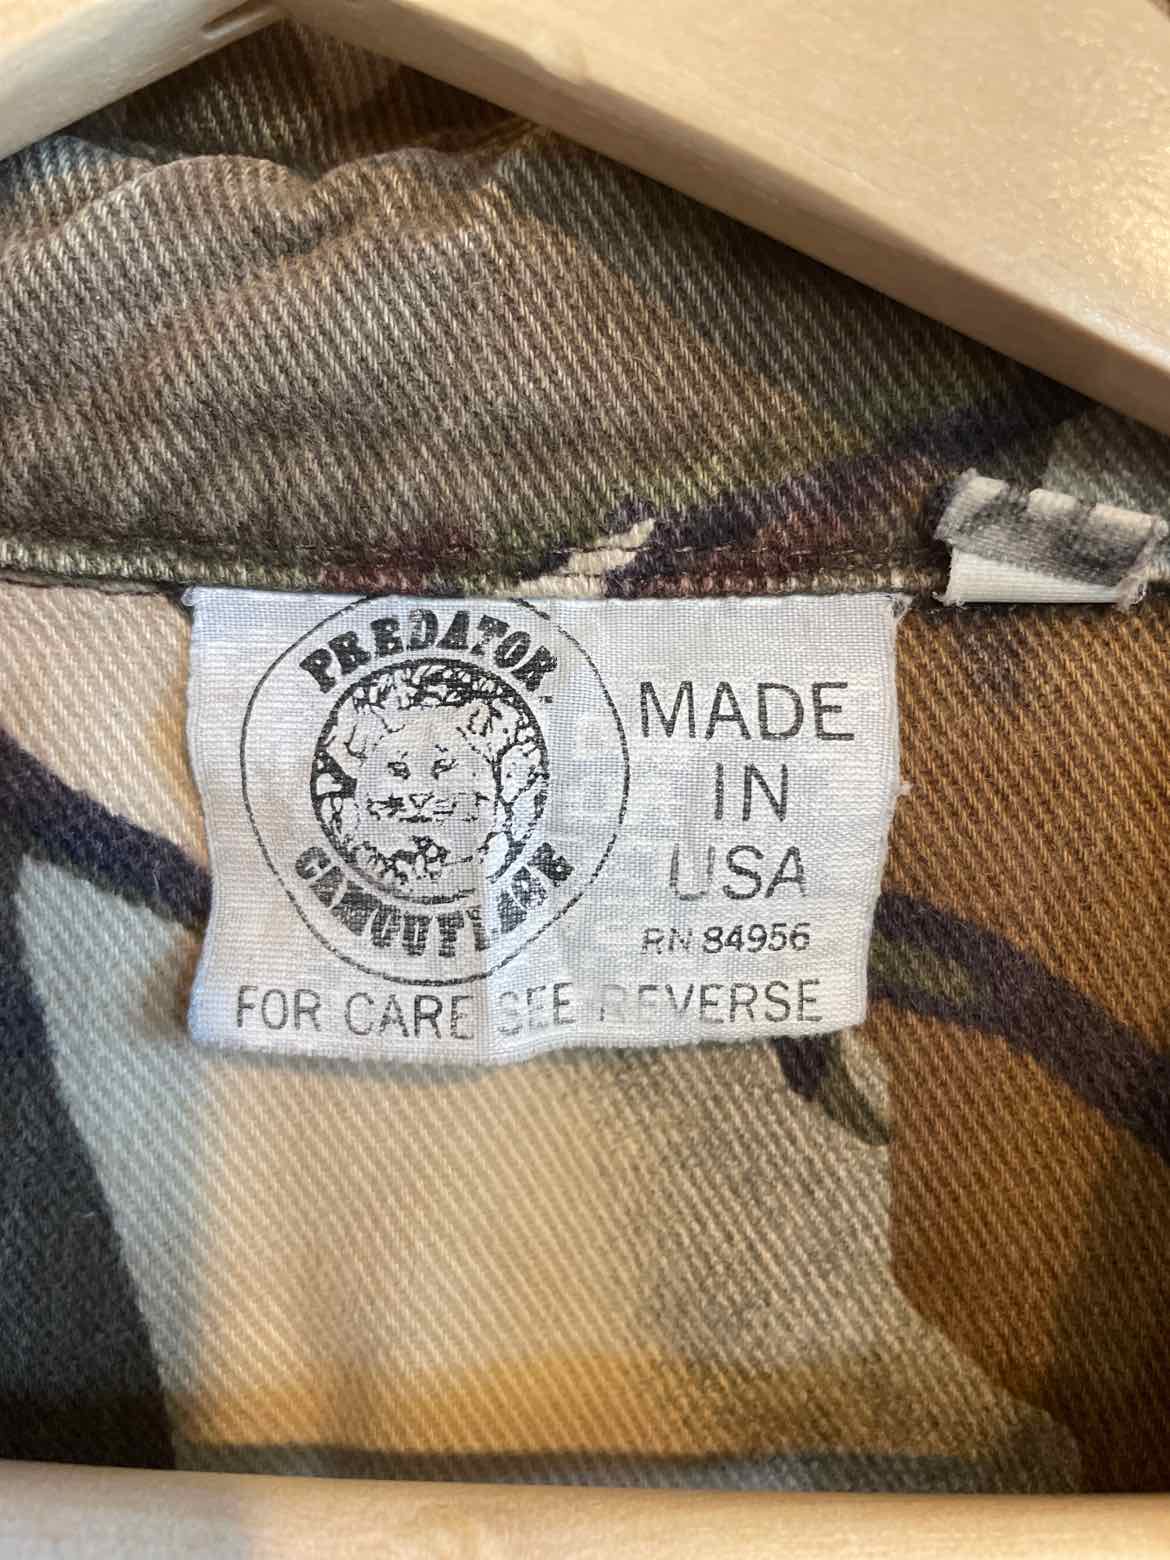 PREDATOR
CAMOUFLAGE
MADE
IN
USA
RN 84956
FOR CARE SEE REVERSE